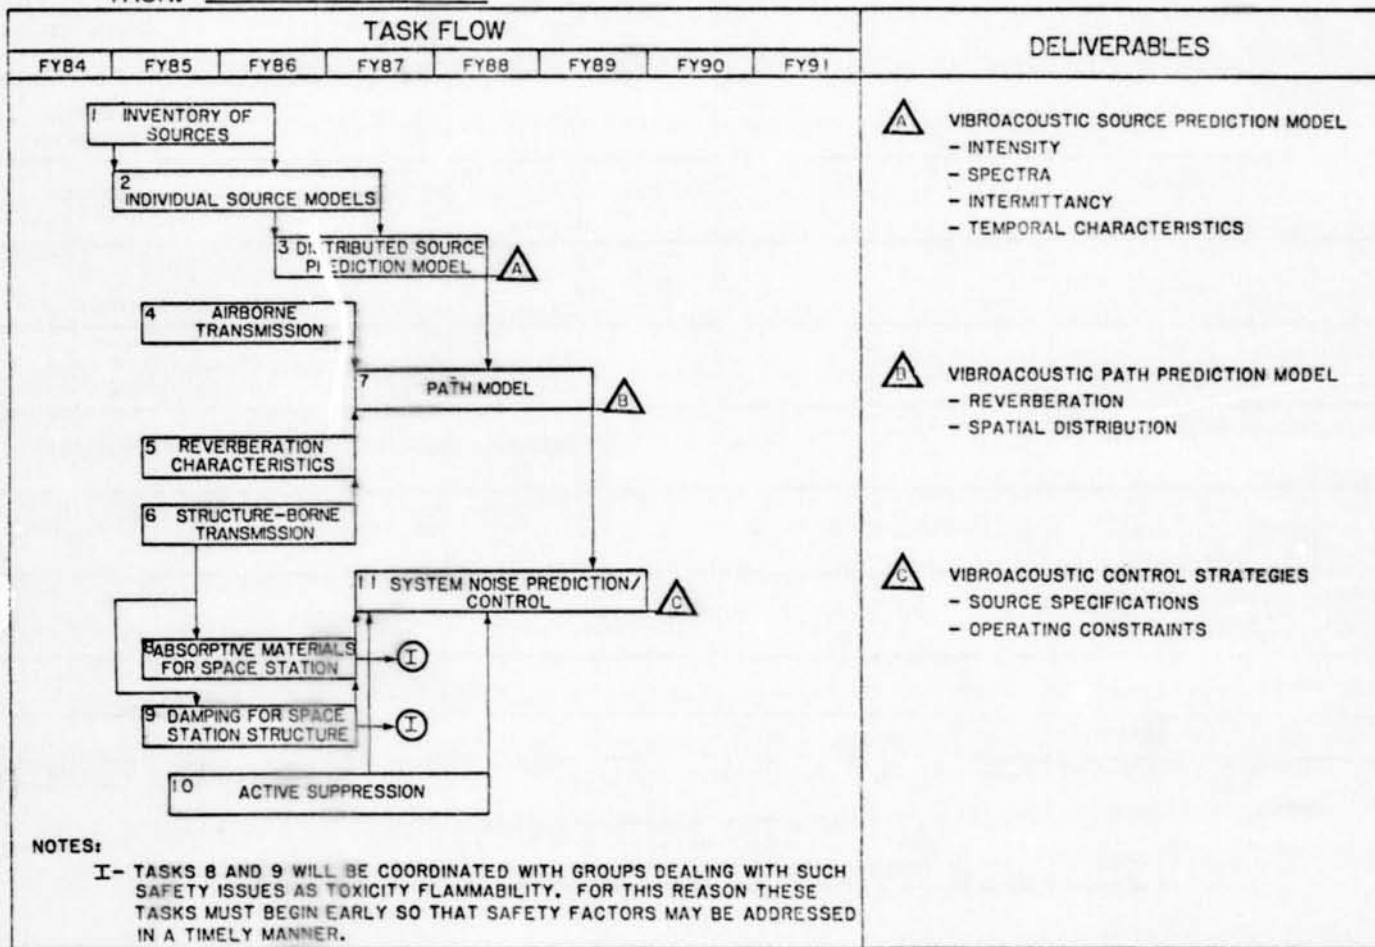 TASK FLOW
DELIVERABLES
FY84 FY85 FY86 FY87 FY88 FY89 FY90 FY91
1 INVENTORY OF
SOURCES
2
INDIVIDUAL SOURCE MODELS
3 DISTRIBUTED SOURCE
PREDICTION MODEL
A
4 AIRBORNE
TRANSMISSION
7
PATH MODEL
B
5 REVERBERATION
CHARACTERISTICS
6 STRUCTURE-BORNE
TRANSMISSION
11 SYSTEM NOISE PREDICTION/
CONTROL
C
8 ABSORPTIVE MATERIALS
FOR SPACE STATION
I
9 DAMPING FOR SPACE
STATION STRUCTURE
I
10
ACTIVE SUPPRESSION
NOTES:
I- TASKS 8 AND 9 WILL BE COORDINATED WITH GROUPS DEALING WITH SUCH
SAFETY ISSUES AS TOXICITY FLAMMABILITY. FOR THIS REASON THESE
TASKS MUST BEGIN EARLY SO THAT SAFETY FACTORS MAY BE ADDRESSED
IN A TIMELY MANNER.
A VIBROACOUSTIC SOURCE PREDICTION MODEL
- INTENSITY
- SPECTRA
- INTERMITTANCY
- TEMPORAL CHARACTERISTICS
B VIBROACOUSTIC PATH PREDICTION MODEL
- REVERBERATION
- SPATIAL DISTRIBUTION
C VIBROACOUSTIC CONTROL STRATEGIES
- SOURCE SPECIFICATIONS
- OPERATING CONSTRAINTS